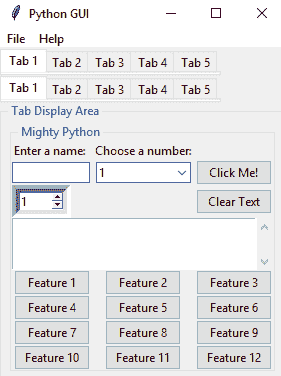 Python GUI
File Help
Tab 1 Tab 2 Tab 3 Tab 4 Tab 5
Tab 1 Tab 2 Tab 3 Tab 4 Tab 5
Tab Display Area
Mighty Python
Enter a name: Choose a number:
1 Click Me!
1 Clear Text
Feature 1 Feature 2 Feature 3
Feature 4 Feature 5 Feature 6
Feature 7 Feature 8 Feature 9
Feature 10 Feature 11 Feature 12